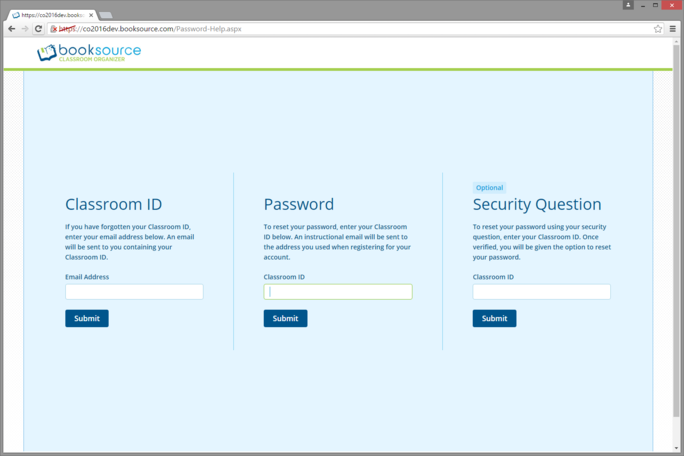 https://co2016dev.books
https://co2016dev.booksource.com/Password-Help.aspx
booksource
CLASSROOM ORGANIZER
Classroom ID
If you have forgotten your Classroom ID,
enter your email address below. An email
will be sent to you containing your
Classroom ID.
Email Address
Submit
Password
To reset your password, enter your Classroom
ID below. An instructional email will be sent to
the address you used when registering for your
account.
Classroom ID
Submit
Optional
Security Question
To reset your password using your security
question, enter your Classroom ID. Once
verified, you will be given the option to reset
your password.
Classroom ID
Submit